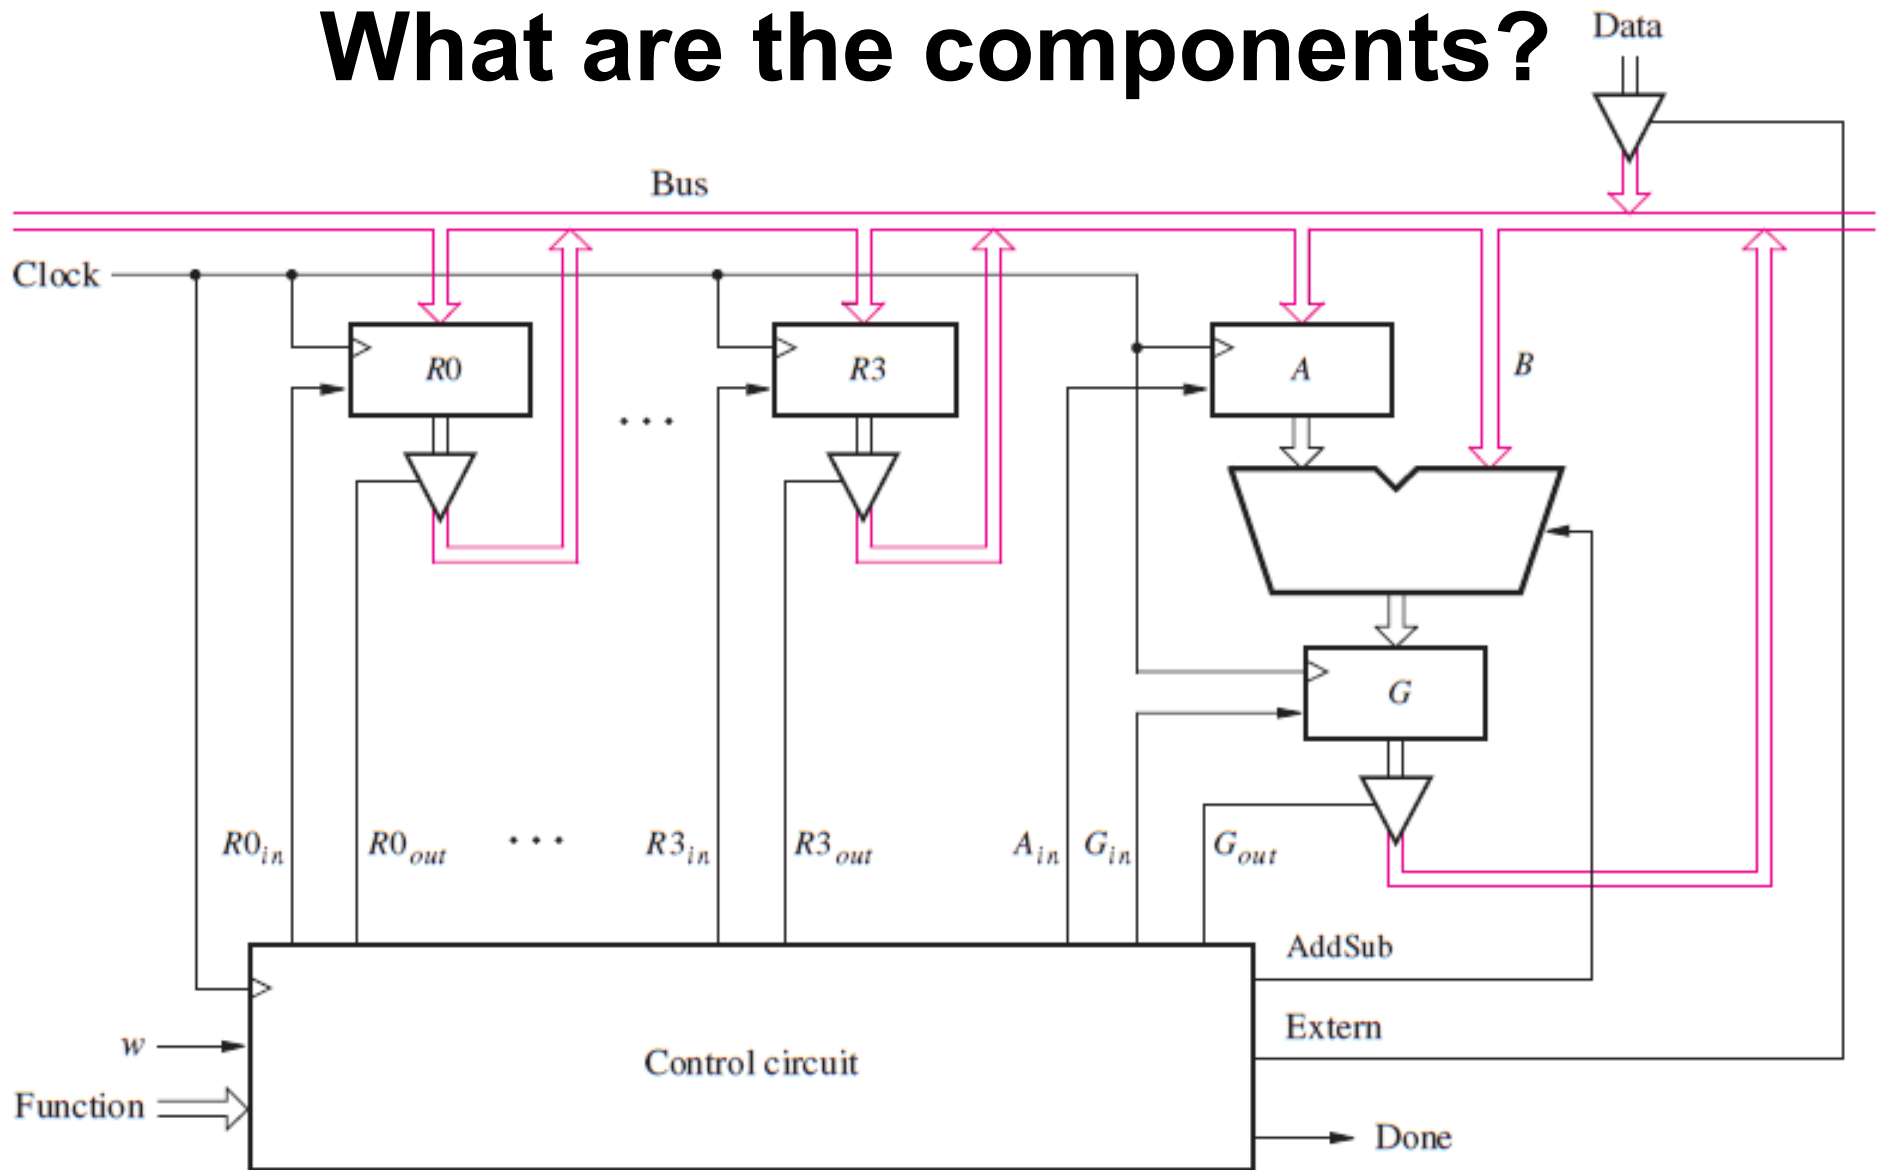 What are the components?
Data
Bus
Clock
R0
R3
A
B
...
G
R0in
R0out
...
R3in
R3out
Ain
Gin
Gout
AddSub
Extern
w
Control circuit
Function
Done